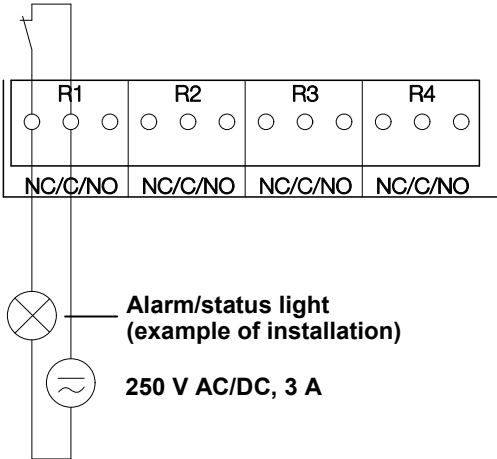 R1 R2 R3 R4
NC/C/NO NC/C/NO NC/C/NO NC/C/NO
Alarm/status light
(example of installation)
250 V AC/DC, 3 A